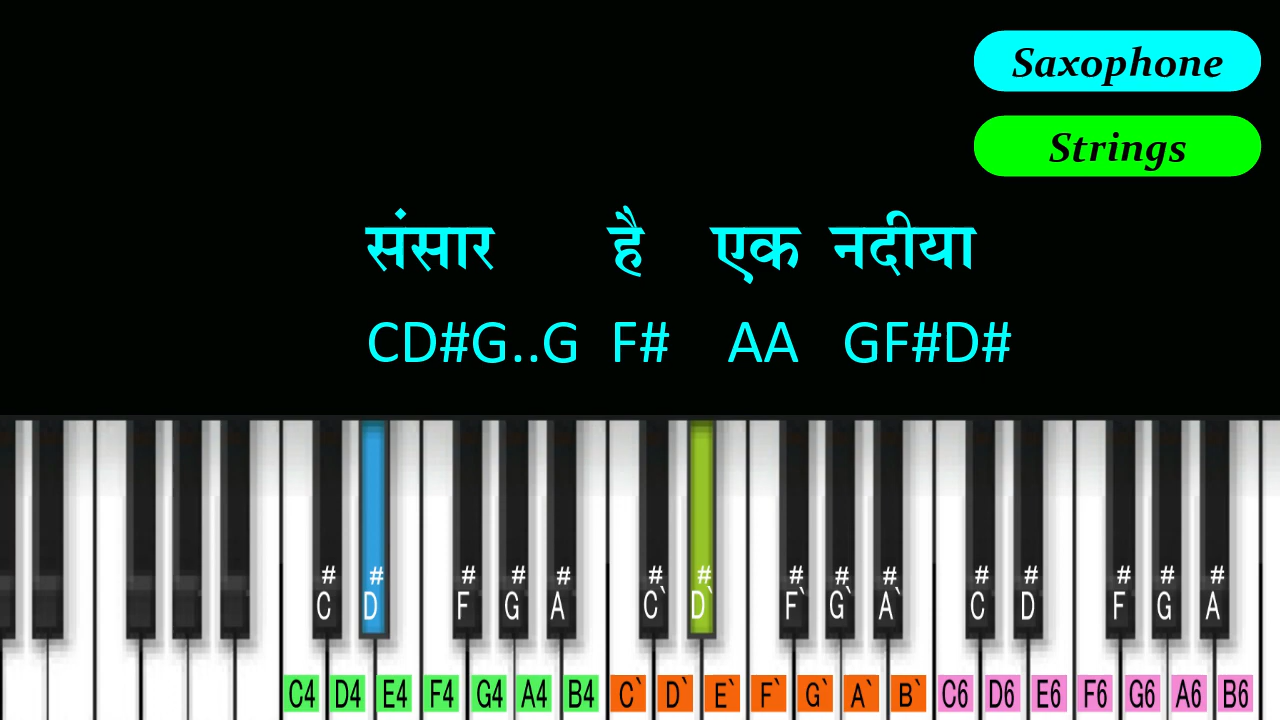 Saxophone
Strings
संसार है एक नदीया
CD#G..G F# AA GF#D#
# # # # # # # # # # # # # # #
C D F G A C` D` F` G` A` C D F G A
C4 D4 E4 F4 G4 A4 B4 C` D` E` F` G` A` B` C6 D6 E6 F6 G6 A6 B6